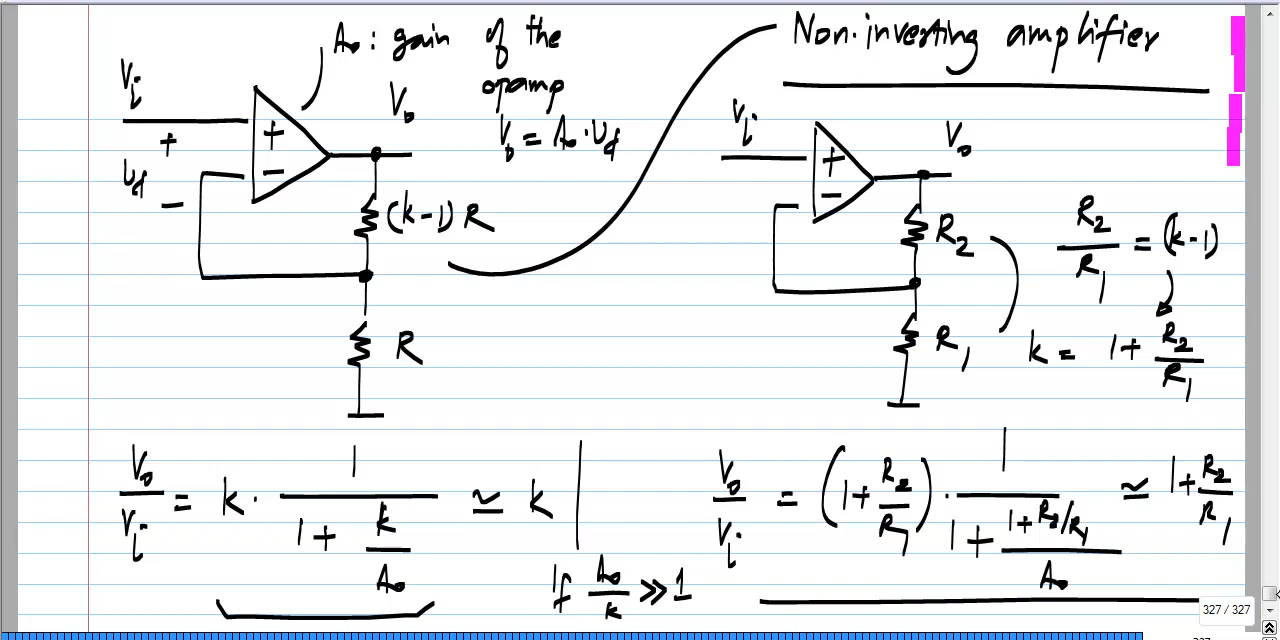 A₀ : gain of the opamp
V₀ = A₀ · υd
Non-inverting amplifier
Vi
+
υd
−
+
−
V₀
(k-1) R
R
Vi
+
−
V₀
R₂
R₁
R₂/R₁ = (k-1)
k = 1 + R₂/R₁
V₀/Vi = k · 1/(1 + k/A₀) ≃ k
If A₀/k >> 1
V₀/Vi = (1 + R₂/R₁) · 1/(1 + (1+R₂/R₁)/A₀) ≃ 1 + R₂/R₁
327 / 327